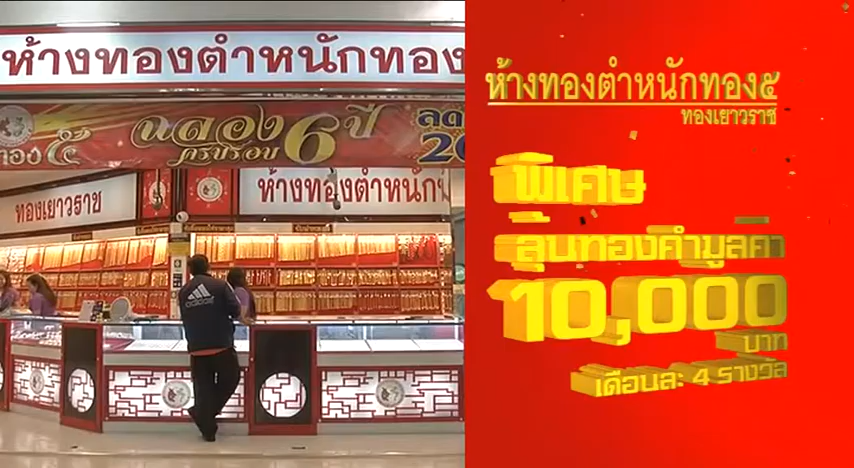 ห้างทองตำหนักทอง
ฉลอง 6 ปี
ครบรอบ
ลด
ทองเยาวราช
ห้างทองตำหนัก
adidas
ห้างทองตำหนักทอง๕
ทองเยาวราช
พิเศษ
ลุ้นทองคำมูลค่า
10,000
บาท
เดือนละ 4 รางวัล